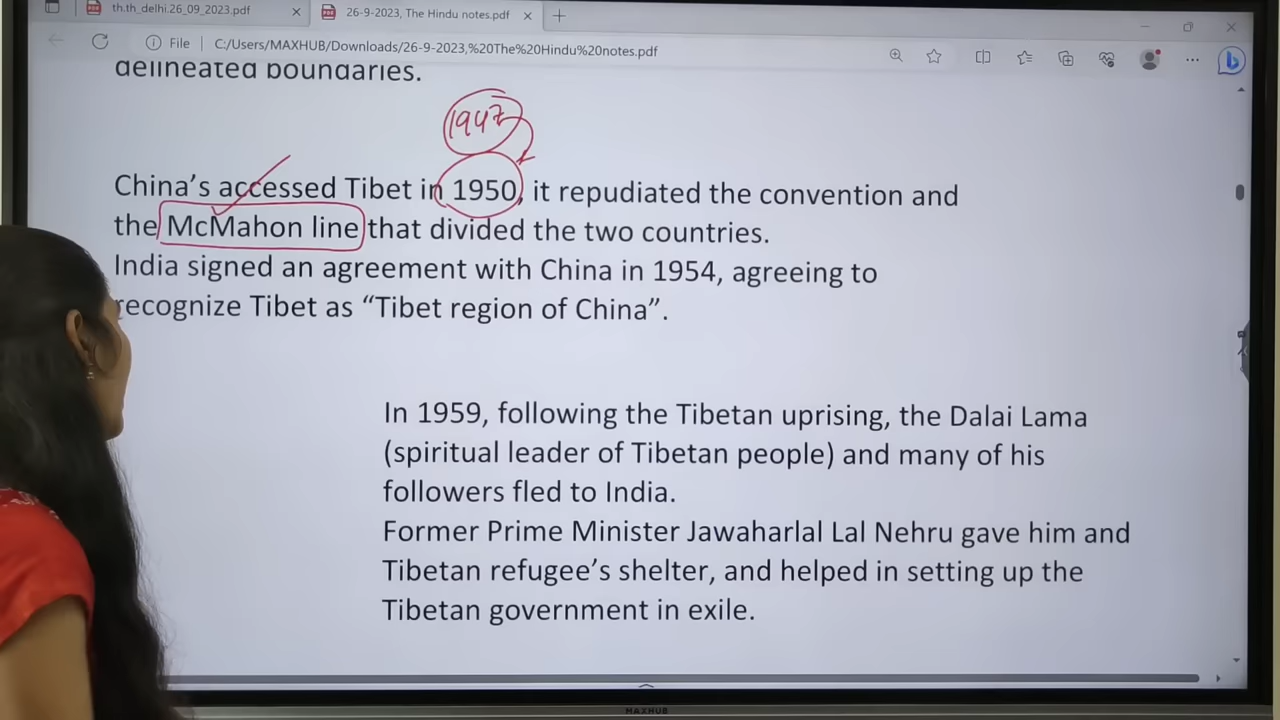 th.th_delhi.26_09_2023.pdf
26-9-2023, The Hindu notes.pdf
File
C:/Users/MAXHUB/Downloads/26-9-2023,%20The%20Hindu%20notes.pdf
delineated boundaries.
1947
China's accessed Tibet in 1950, it repudiated the convention and
the McMahon line that divided the two countries.
India signed an agreement with China in 1954, agreeing to
recognize Tibet as “Tibet region of China”.
In 1959, following the Tibetan uprising, the Dalai Lama
(spiritual leader of Tibetan people) and many of his
followers fled to India.
Former Prime Minister Jawaharlal Lal Nehru gave him and
Tibetan refugee's shelter, and helped in setting up the
Tibetan government in exile.
MAXHUB